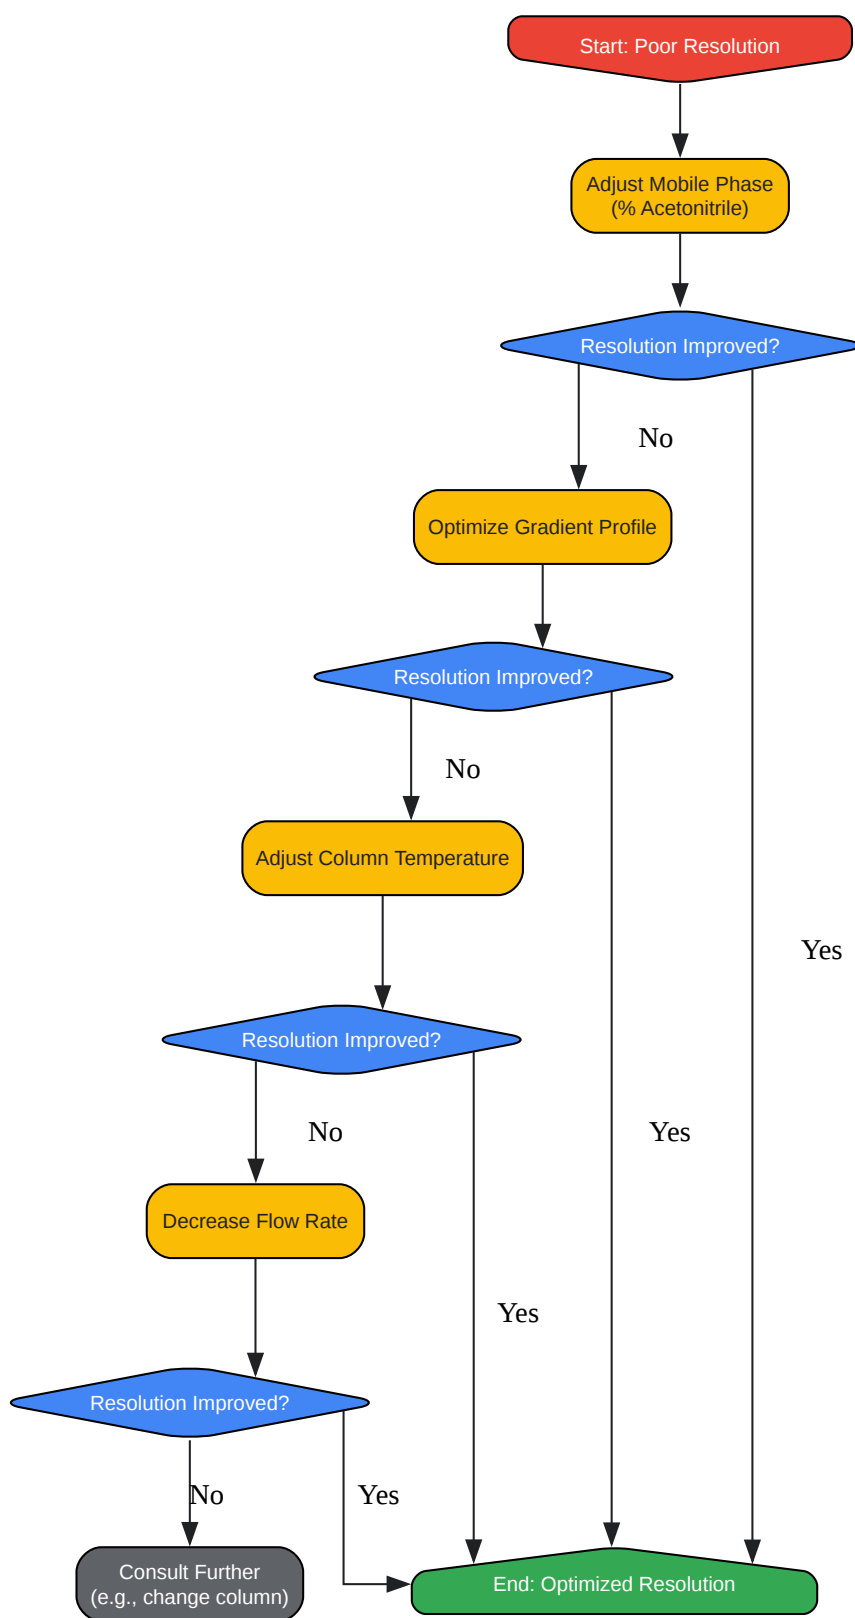 Start: Poor Resolution
Adjust Mobile Phase
(% Acetonitrile)
Resolution Improved?
No
Optimize Gradient Profile
Resolution Improved?
No
Adjust Column Temperature
Yes
Resolution Improved?
No
Yes
Decrease Flow Rate
Yes
Resolution Improved?
No
Yes
Consult Further
(e.g., change column)
End: Optimized Resolution